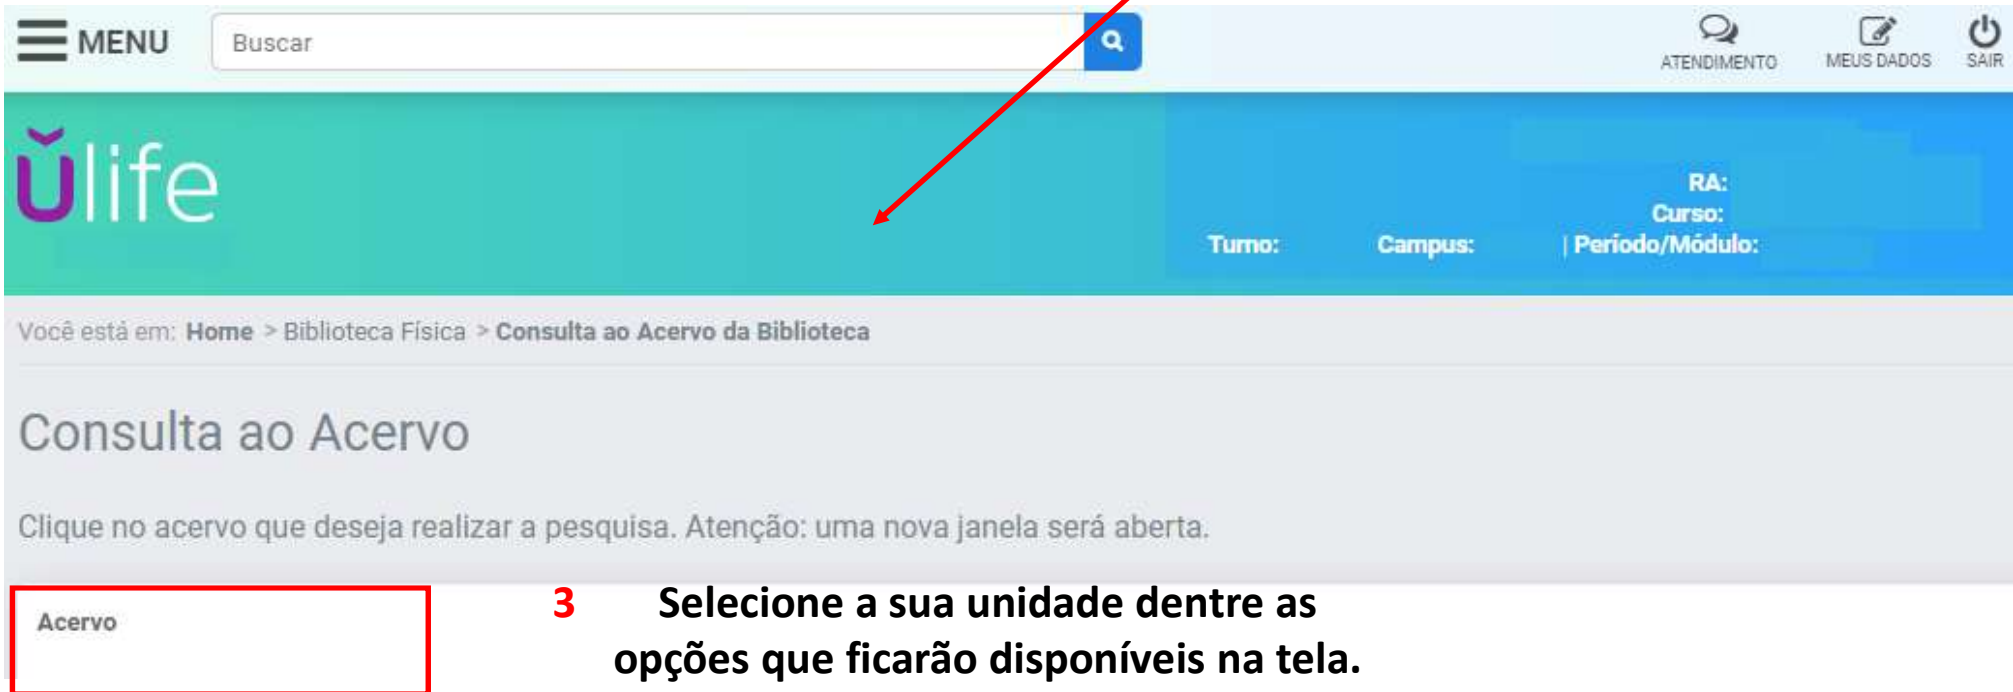 MENU
Buscar
ATENDIMENTO
MEUS DADOS
SAIR
ŭlife
RA:
Curso:
Turno: Campus: | Período/Módulo:
Você está em: Home > Biblioteca Física > Consulta ao Acervo da Biblioteca
Consulta ao Acervo
Clique no acervo que deseja realizar a pesquisa. Atenção: uma nova janela será aberta.
Acervo
3 Selecione a sua unidade dentre as
opções que ficarão disponíveis na tela.